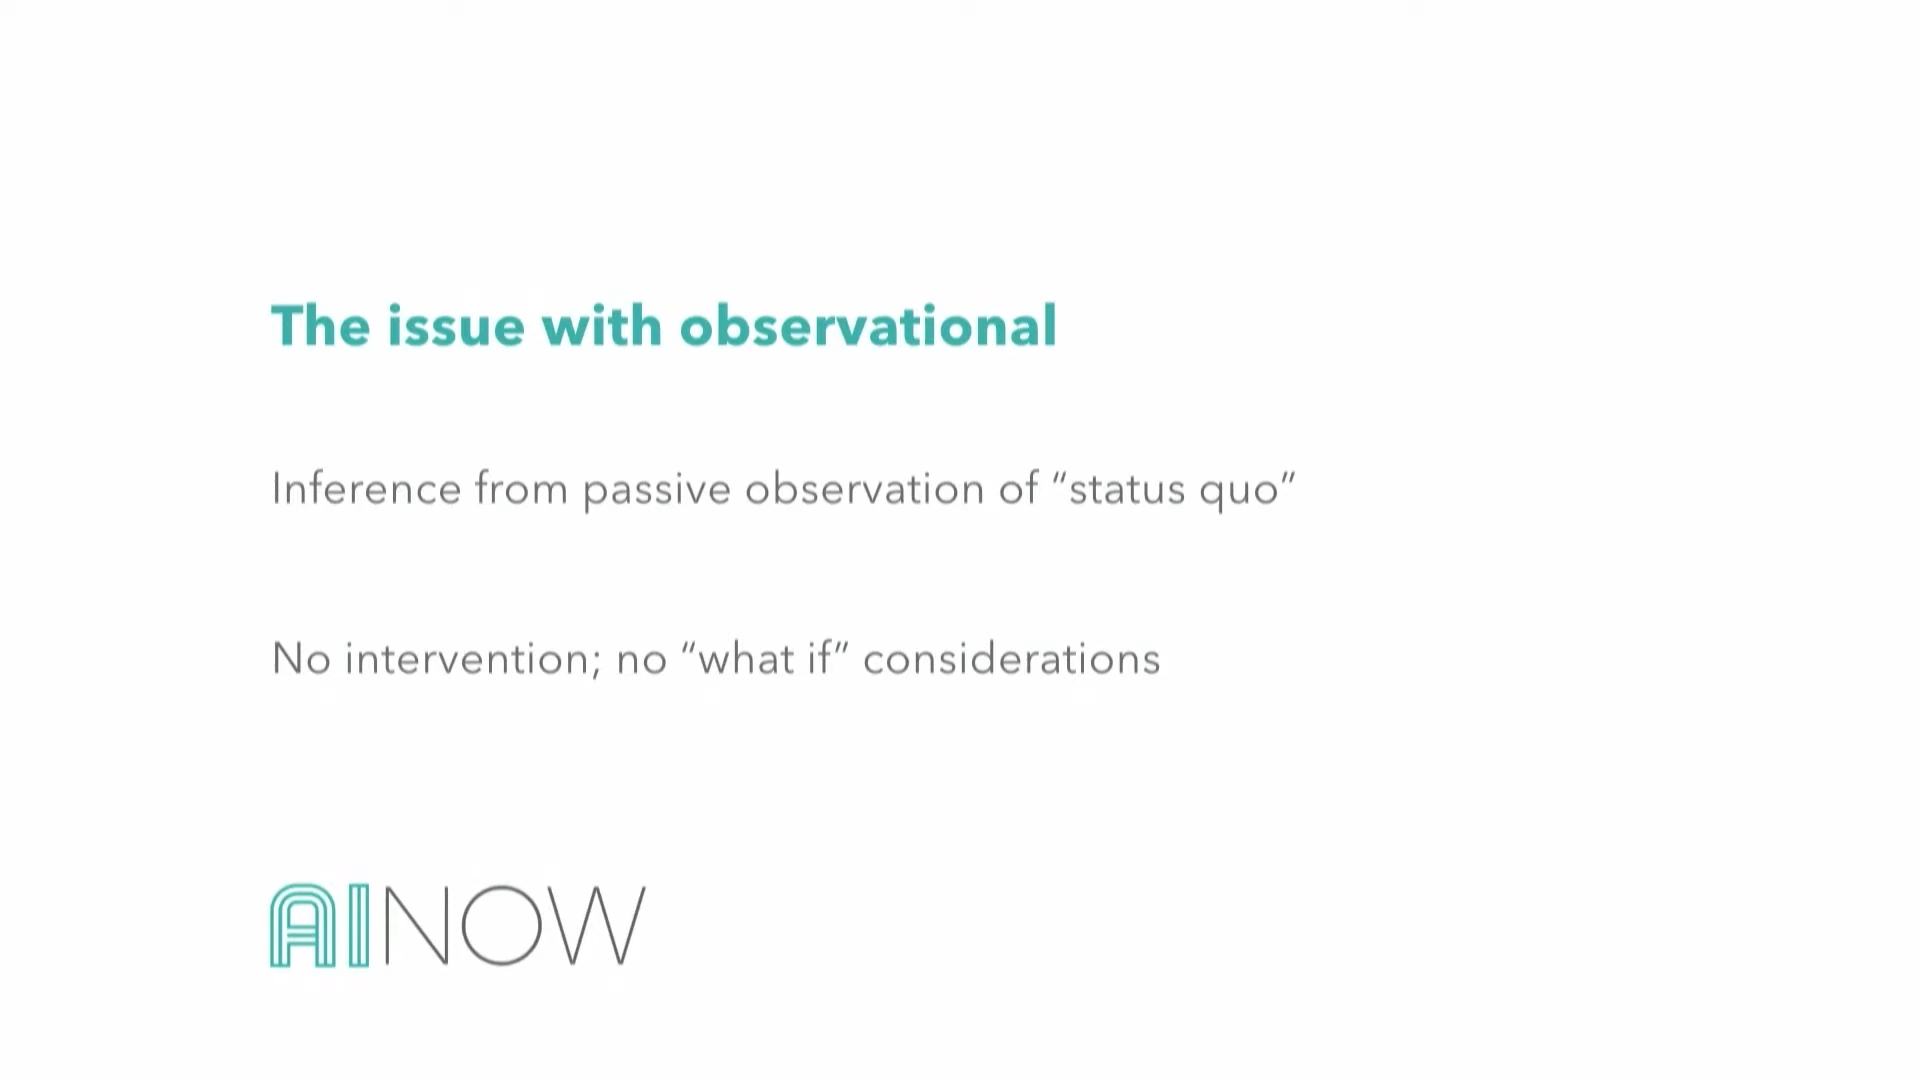 The issue with observational
Inference from passive observation of “status quo”
No intervention; no “what if” considerations
AINOW